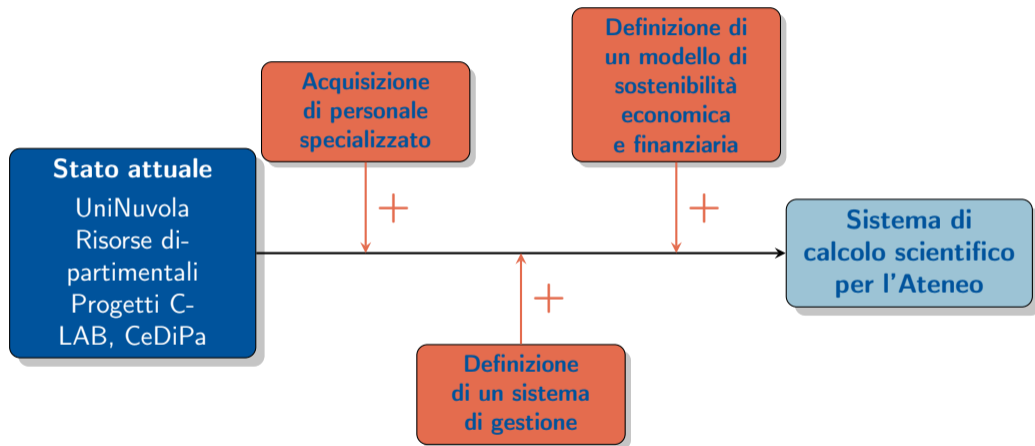 Stato attuale
UniNuvola
Risorse di-
partimentali
Progetti C-
LAB, CeDiPa
Acquisizione
di personale
specializzato
+
Definizione
di un sistema
di gestione
+
Definizione di
un modello di
sostenibilità
economica
e finanziaria
+
Sistema di
calcolo scientifico
per l'Ateneo